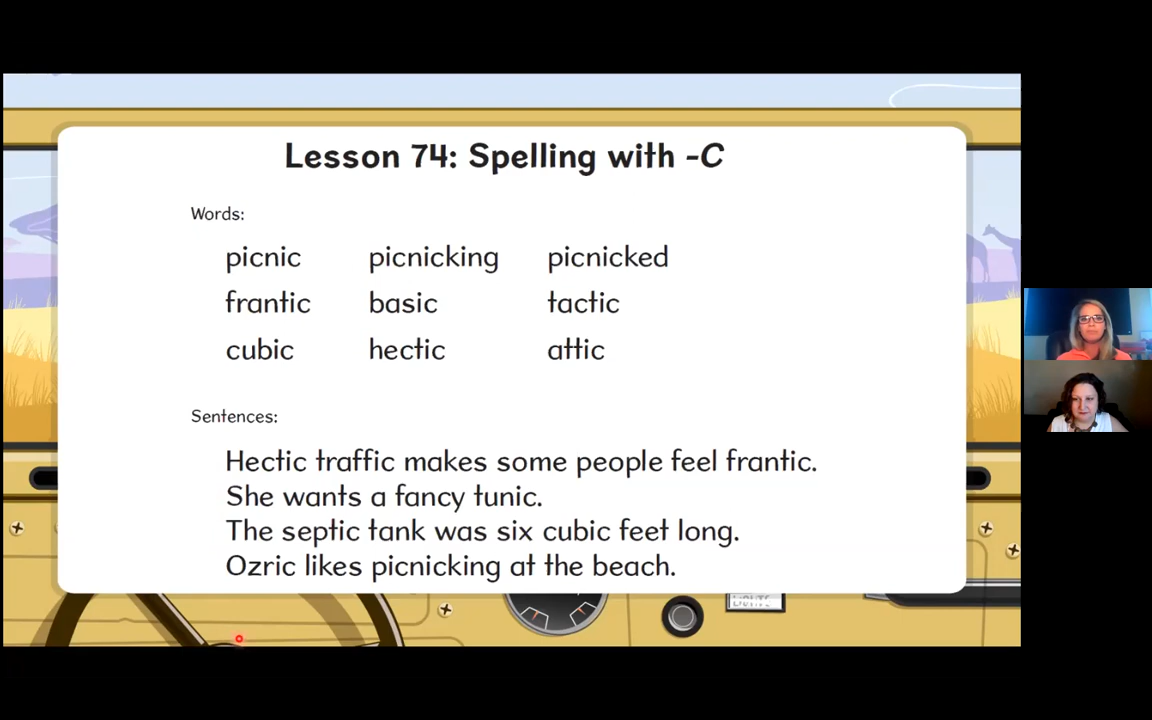 Lesson 74: Spelling with -C
Words:
picnic picnicking picnicked
frantic basic tactic
cubic hectic attic
Sentences:
Hectic traffic makes some people feel frantic.
She wants a fancy tunic.
The septic tank was six cubic feet long.
Ozric likes picnicking at the beach.